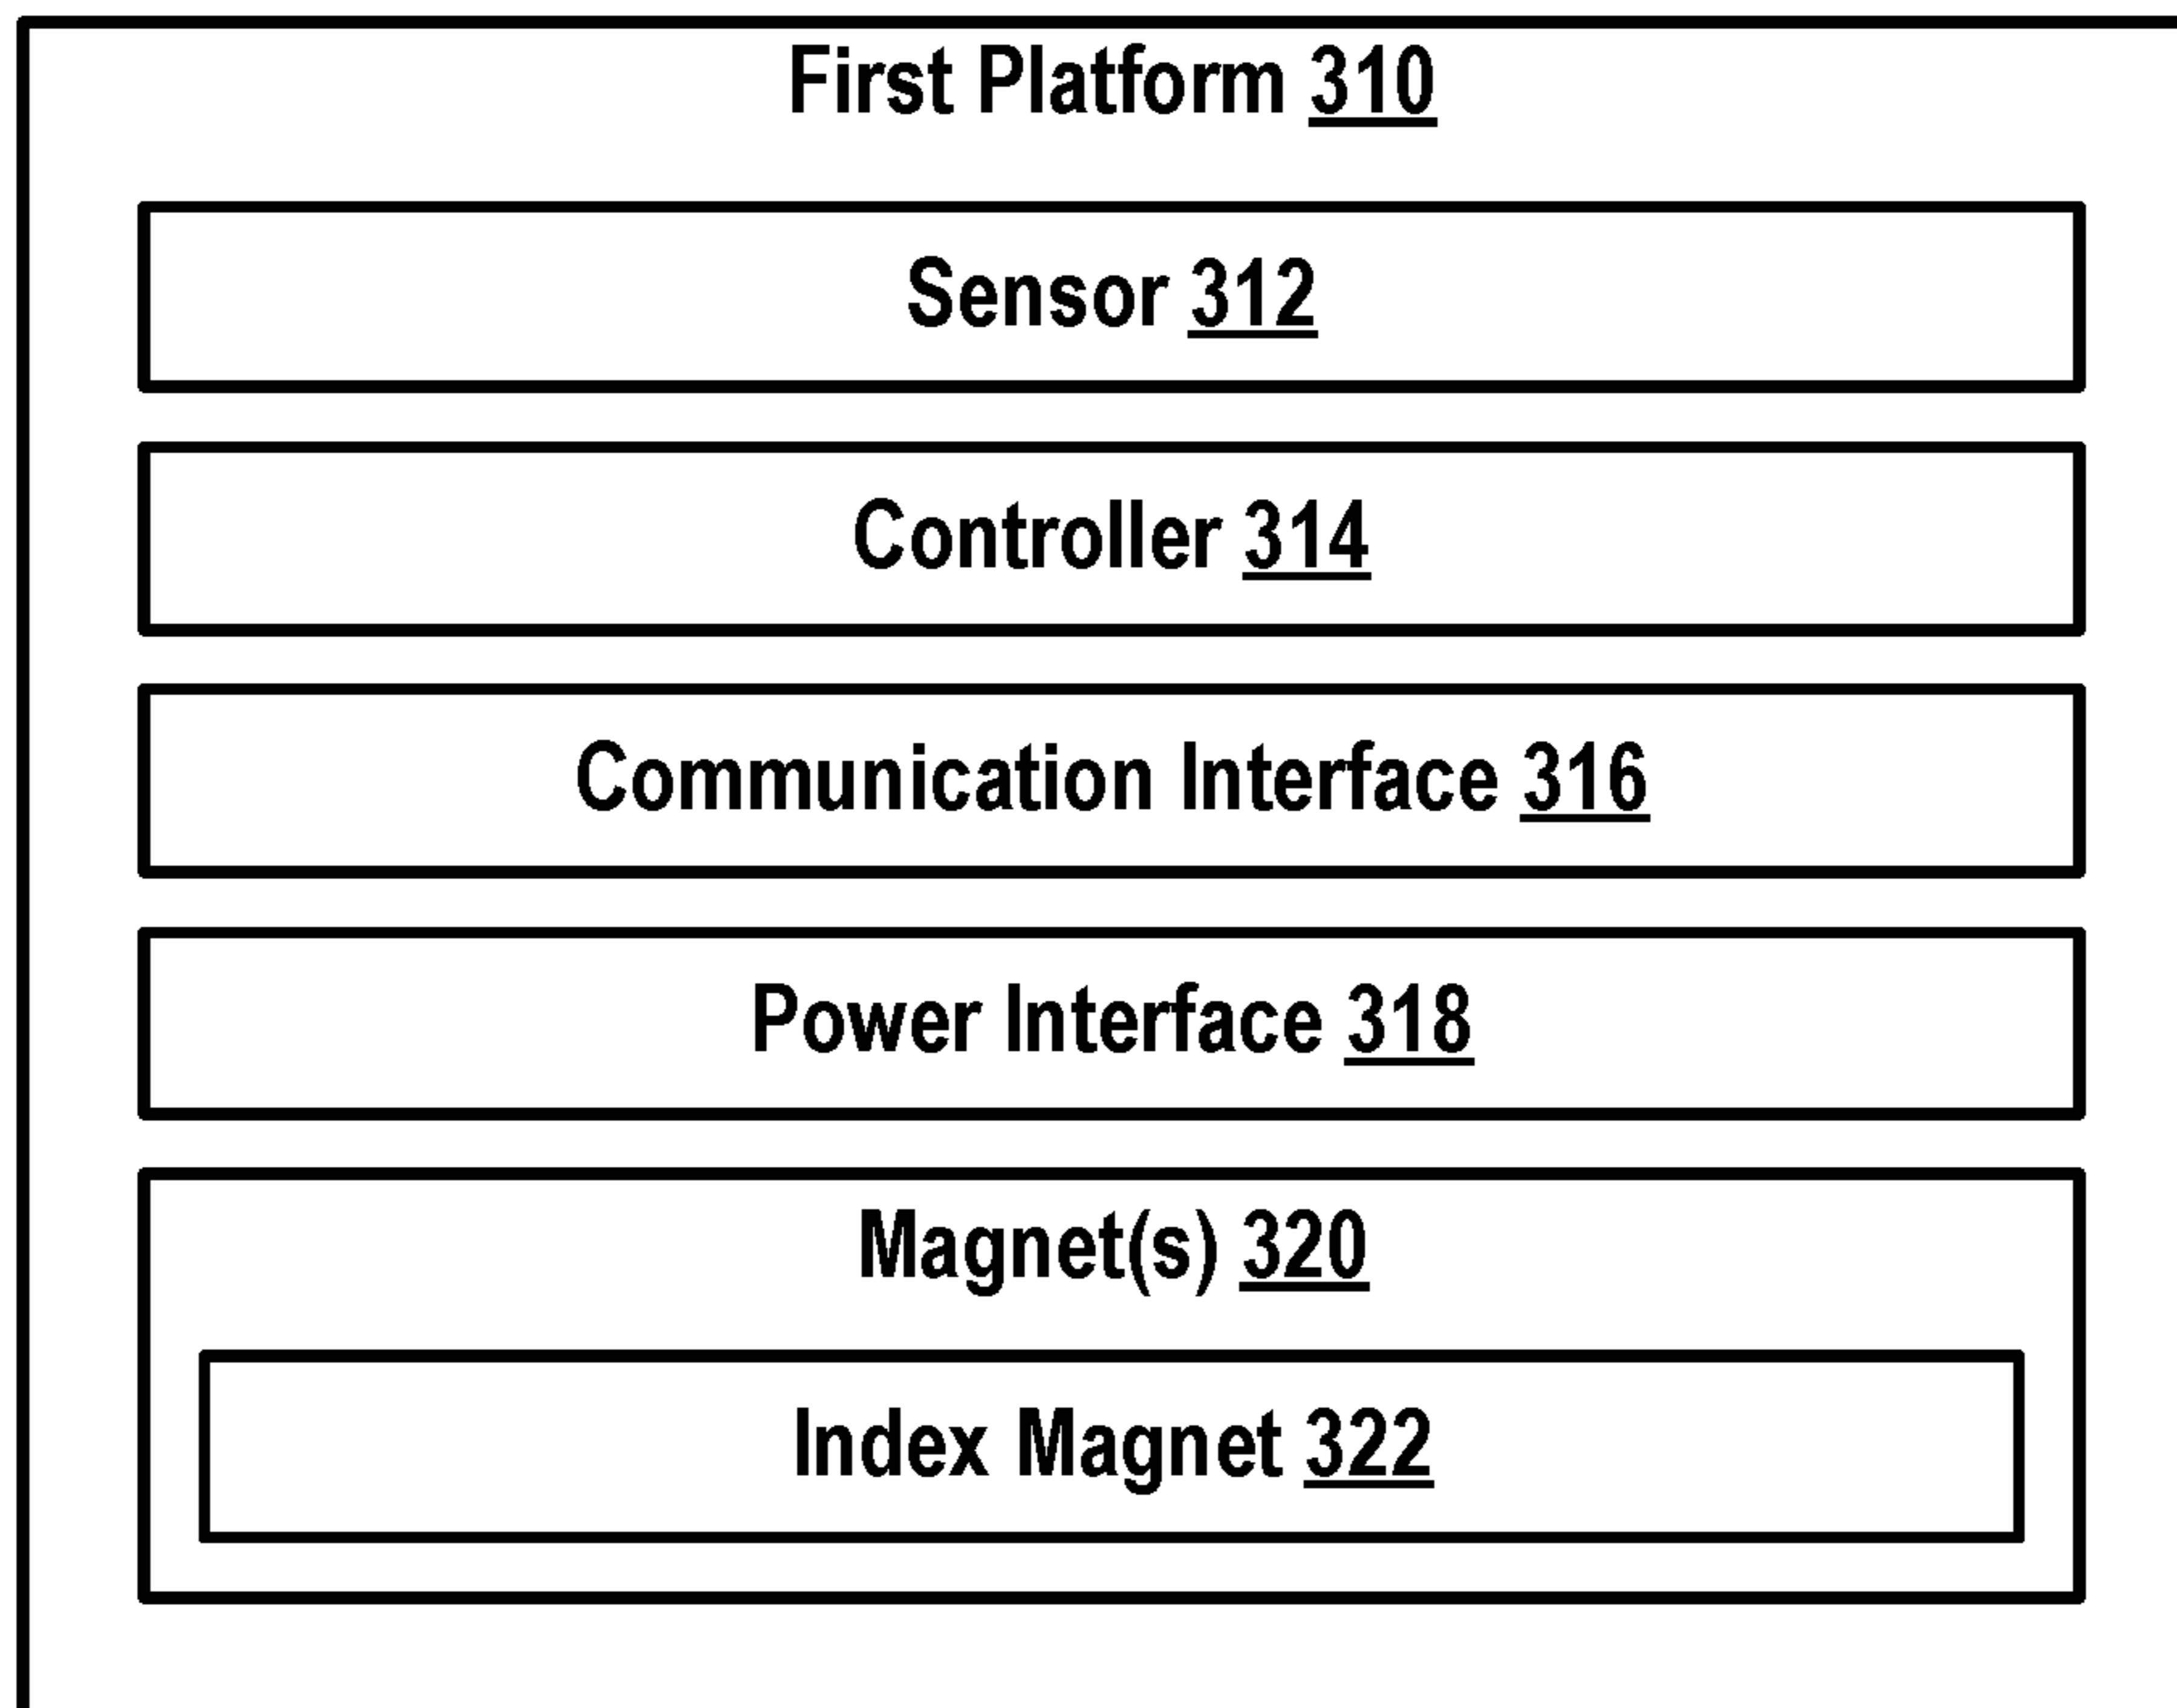 First Platform 310
Sensor 312
Controller 314
Communication Interface 316
Power Interface 318
Magnet(s) 320
Index Magnet 322